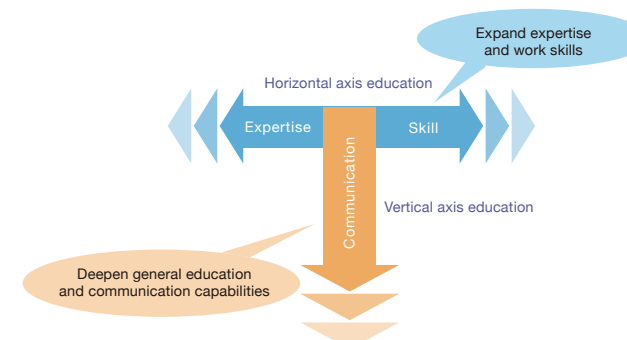 Expand expertise
and work skills
Horizontal axis education
Expertise
Skill
Communication
Vertical axis education
Deepen general education
and communication capabilities